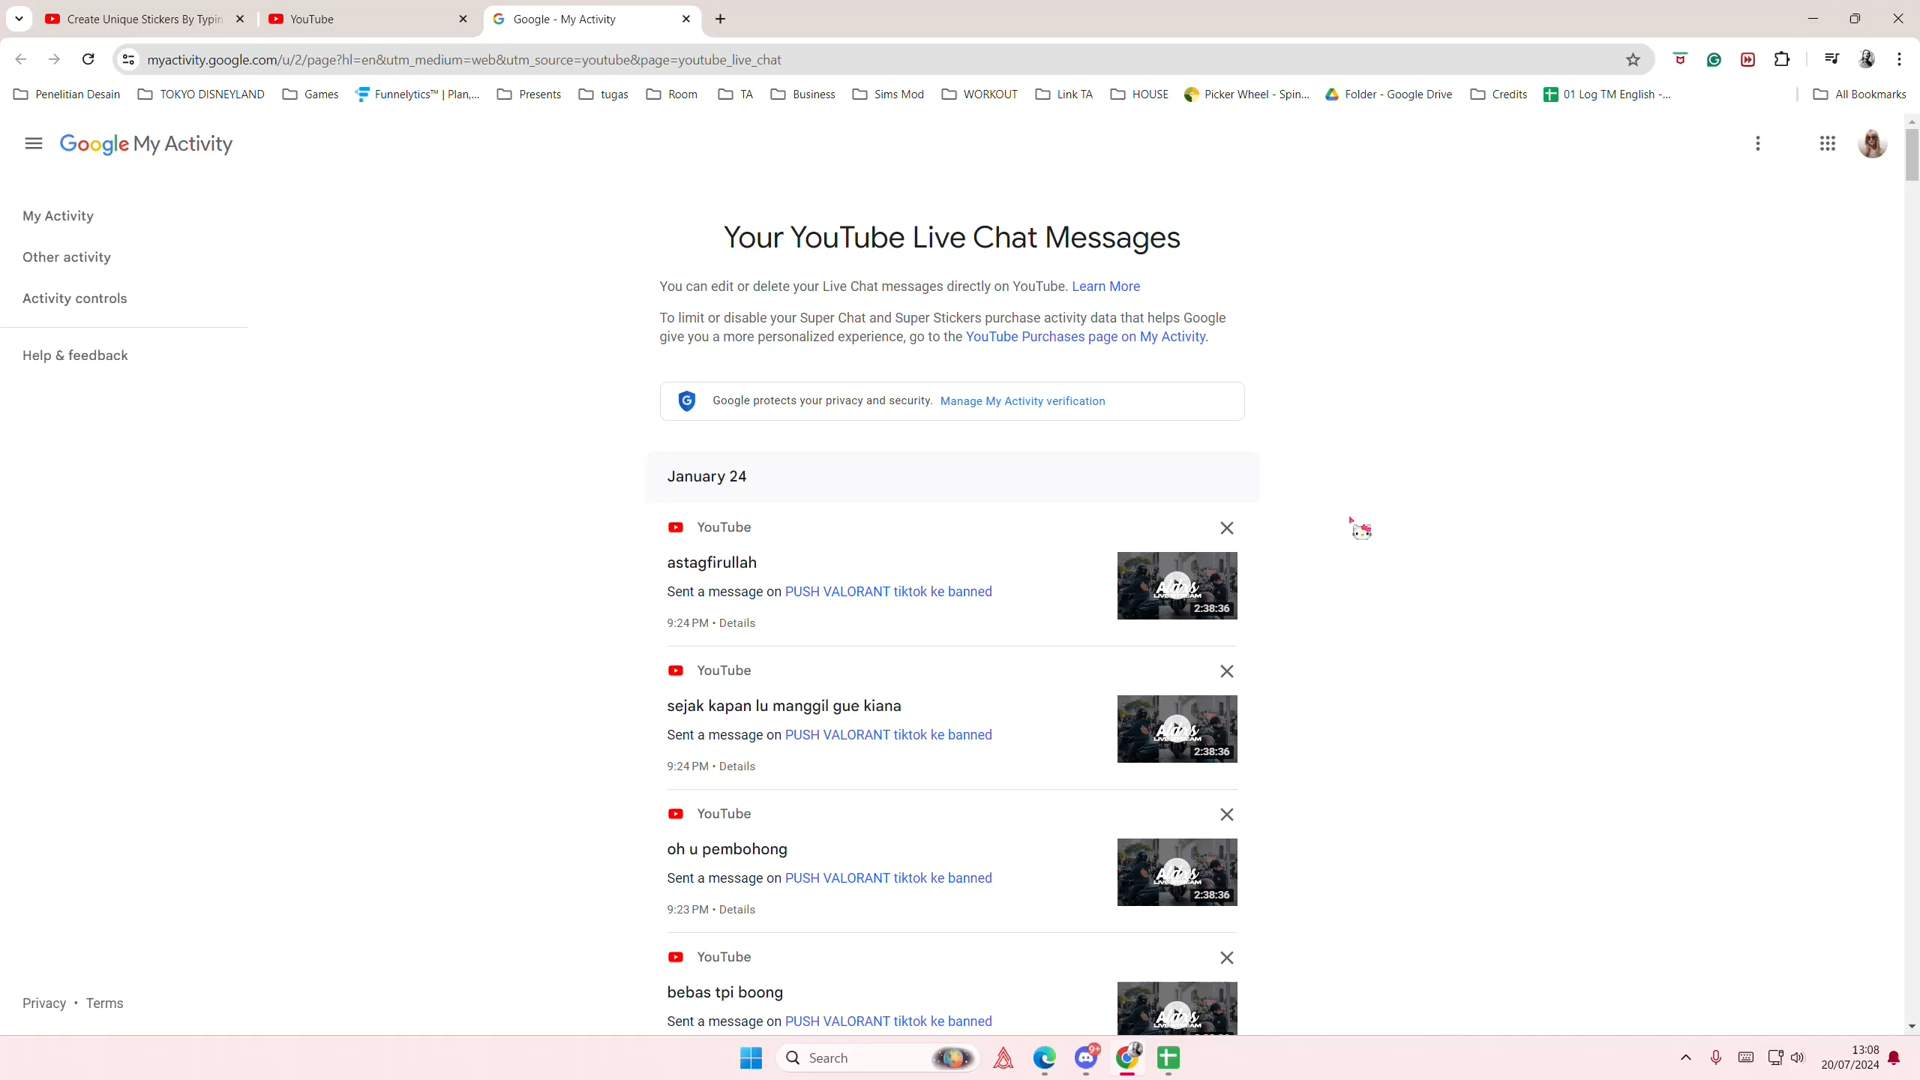 Create Unique Stickers By Typin
YouTube
Google - My Activity
myactivity.google.com/u/2/page?hl=en&utm_medium=web&utm_source=youtube&page=youtube_live_chat
Penelitian Desain
TOKYO DISNEYLAND
Games
Funnelytics™ | Plan,...
Presents
tugas
Room
TA
Business
Sims Mod
WORKOUT
Link TA
HOUSE
Picker Wheel - Spin...
Folder - Google Drive
Credits
01 Log TM English -...
All Bookmarks
Google My Activity
My Activity
Other activity
Activity controls
Help & feedback
Privacy • Terms
Your YouTube Live Chat Messages
You can edit or delete your Live Chat messages directly on YouTube. Learn More
To limit or disable your Super Chat and Super Stickers purchase activity data that helps Google
give you a more personalized experience, go to the YouTube Purchases page on My Activity.
Google protects your privacy and security. Manage My Activity verification
January 24
YouTube
astagfirullah
Sent a message on PUSH VALORANT tiktok ke banned
9:24 PM • Details
2:38:36
YouTube
sejak kapan lu manggil gue kiana
Sent a message on PUSH VALORANT tiktok ke banned
9:24 PM • Details
2:38:36
YouTube
oh u pembohong
Sent a message on PUSH VALORANT tiktok ke banned
9:23 PM • Details
2:38:36
YouTube
bebas tpi boong
Sent a message on PUSH VALORANT tiktok ke banned
Search
9+
13:08
20/07/2024